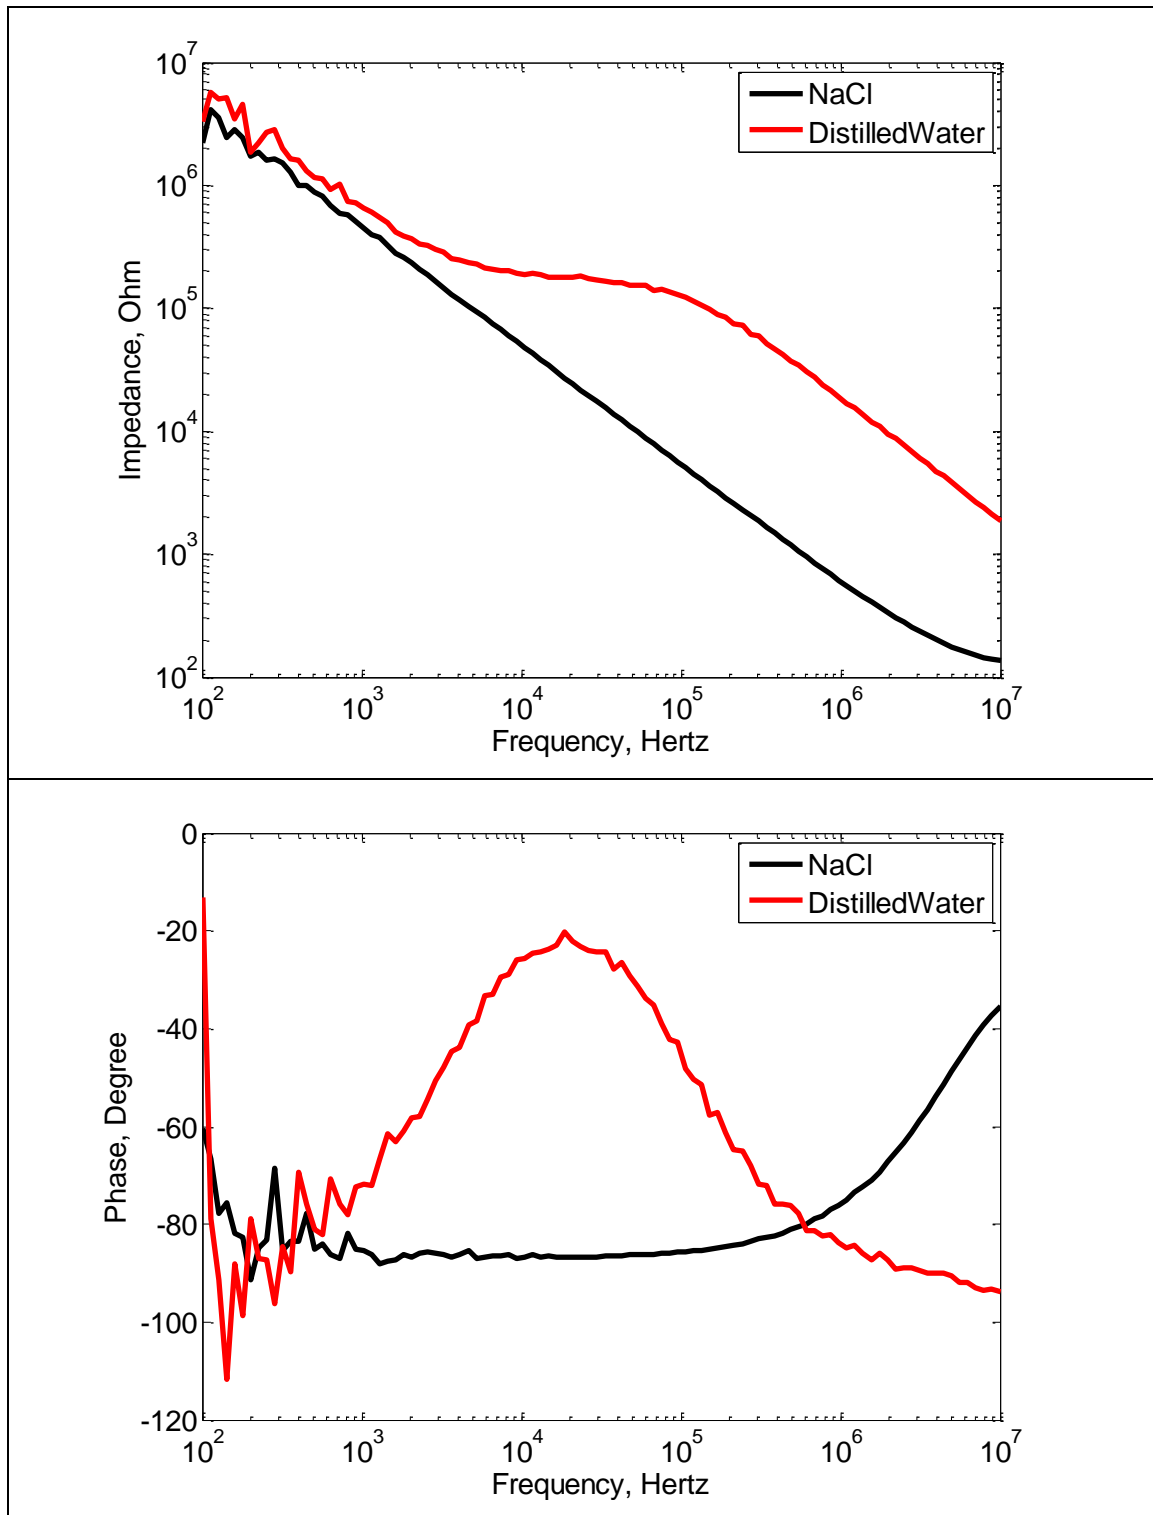 10^7
10^6
10^5
10^4
10^3
10^2
Impedance, Ohm
NaCl
DistilledWater
10^2 10^3 10^4 10^5 10^6 10^7
Frequency, Hertz
0
-20
-40
-60
-80
-100
-120
Phase, Degree
NaCl
DistilledWater
10^2 10^3 10^4 10^5 10^6 10^7
Frequency, Hertz